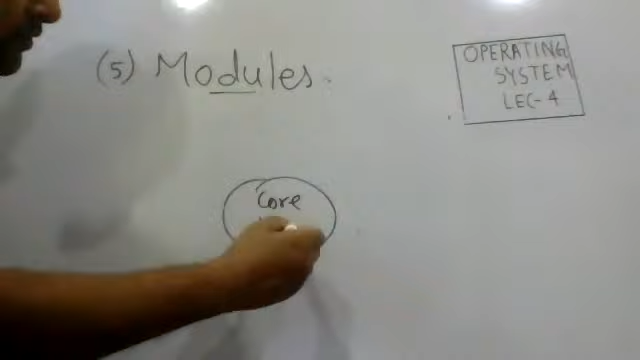 (5) Modules.
OPERATING
SYSTEM
LEC-4
Core